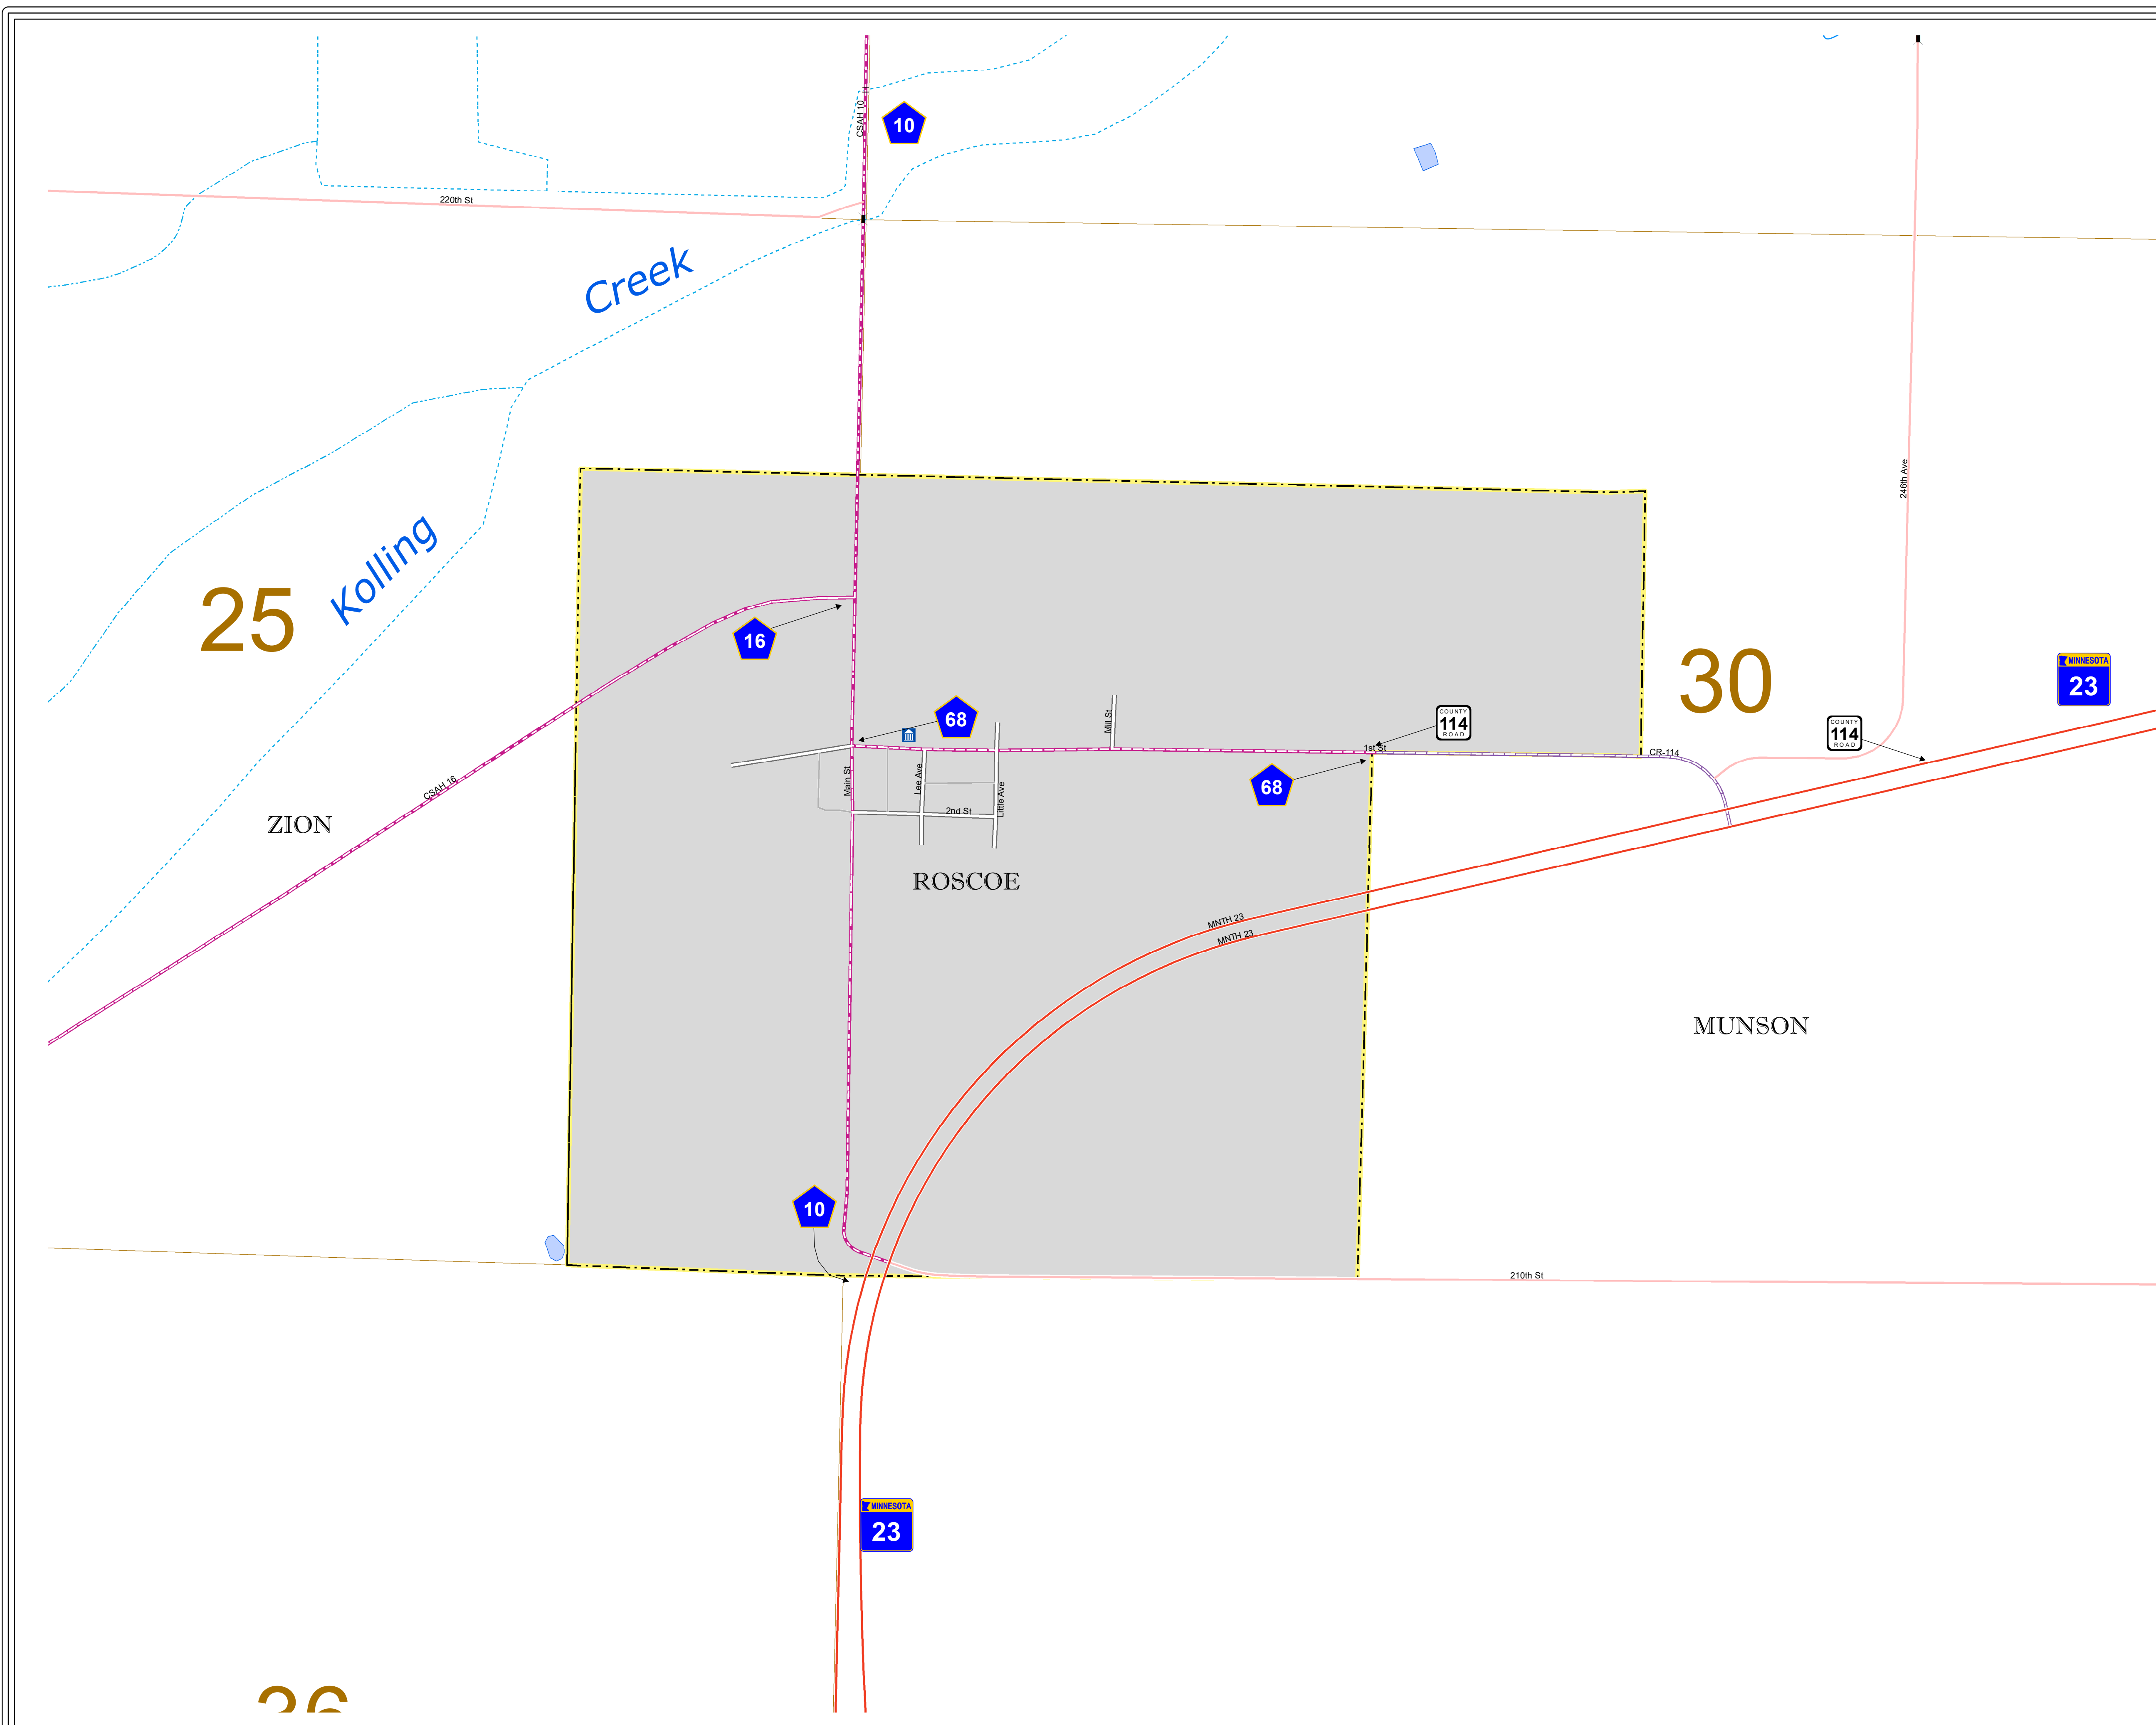 CSAH 10
10
220th St
Creek
246th Ave
Kolling
25
16
30
MINNESOTA
23
68
Mill St
COUNTY
114
ROAD
COUNTY
114
ROAD
1st St
CR-114
Main St
Lee Ave
Little Ave
68
CSAH 16
2nd St
ZION
ROSCOE
MNTH 23
MNTH 23
MUNSON
10
210th St
MINNESOTA
23